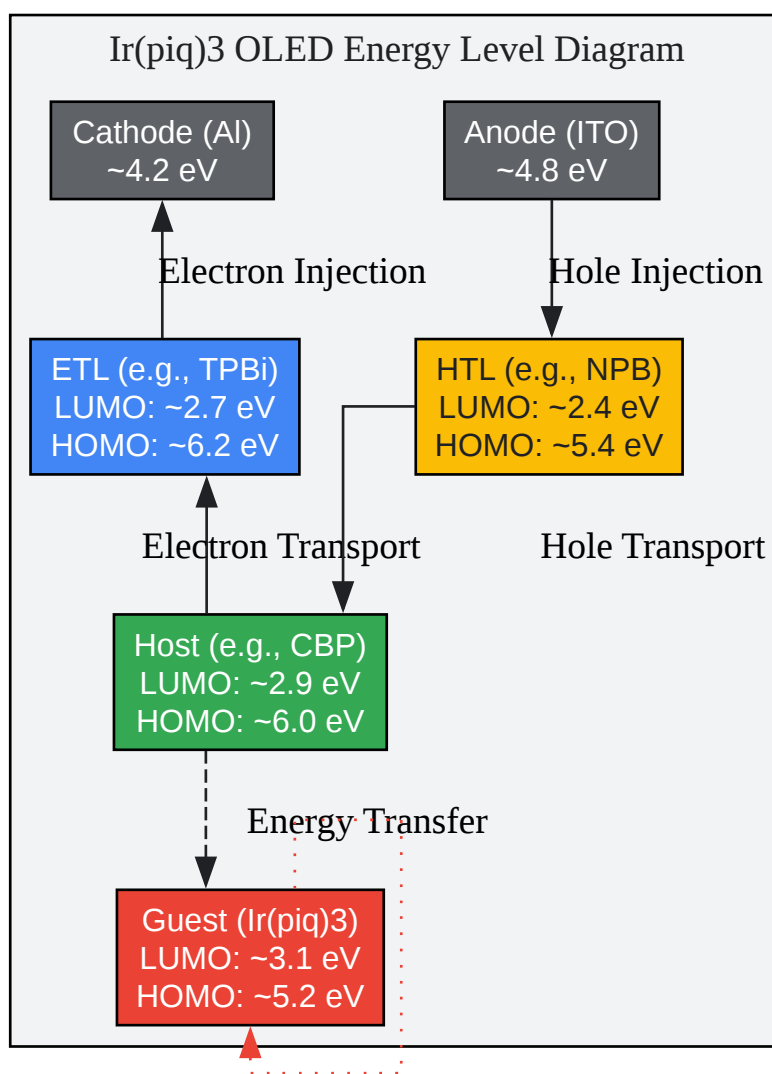 Ir(piq)3 OLED Energy Level Diagram
Cathode (Al)
~4.2 eV
Anode (ITO)
~4.8 eV
Electron Injection
Hole Injection
ETL (e.g., TPBi)
LUMO: ~2.7 eV
HOMO: ~6.2 eV
HTL (e.g., NPB)
LUMO: ~2.4 eV
HOMO: ~5.4 eV
Electron Transport
Hole Transport
Host (e.g., CBP)
LUMO: ~2.9 eV
HOMO: ~6.0 eV
Energy Transfer
Guest (Ir(piq)3)
LUMO: ~3.1 eV
HOMO: ~5.2 eV